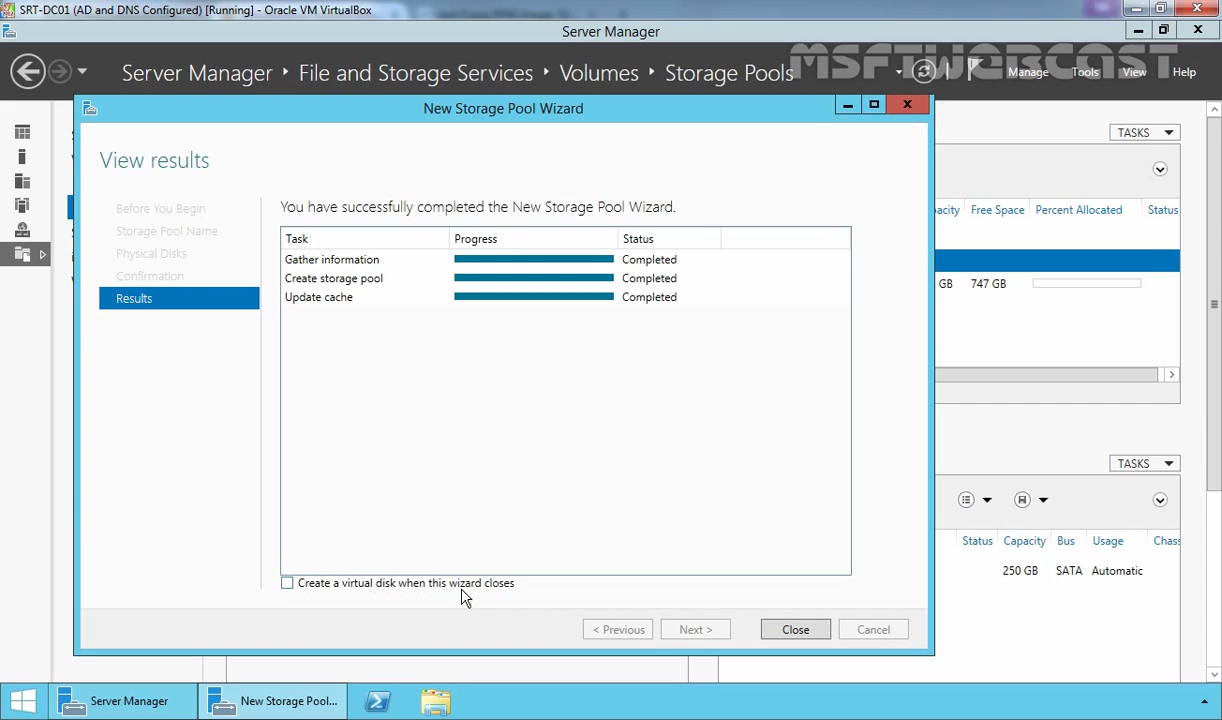 SRT-DC01 (AD and DNS Configured) [Running] - Oracle VM VirtualBox
Server Manager
Server Manager File and Storage Services Volumes Storage Pools
MSFTWEBCAST
Manage Tools View Help
New Storage Pool Wizard
TASKS
View results
Before You Begin
Storage Pool Name
Physical Disks
Confirmation
Results
You have successfully completed the New Storage Pool Wizard.
Task Progress Status
Gather information Completed
Create storage pool Completed
Update cache Completed
Free Space Percent Allocated Status
GB 747 GB
TASKS
Status Capacity Bus Usage Chass
250 GB SATA Automatic
Create a virtual disk when this wizard closes
< Previous Next > Close Cancel
Server Manager New Storage Pool...